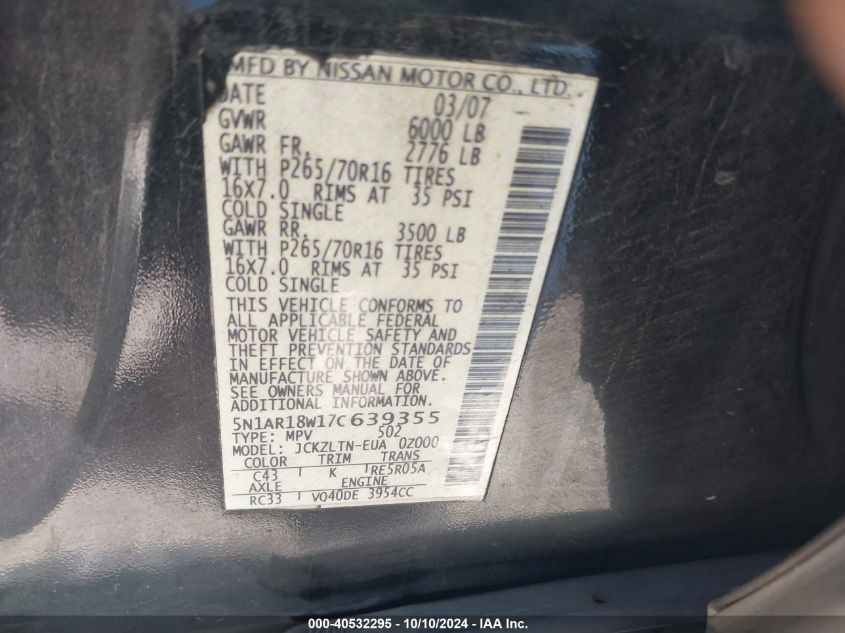 MFD BY NISSAN MOTOR CO., LTD.
DATE 03/07
GVWR 6000 LB
GAWR FR. 2776 LB
WITH P265/70R16 TIRES
16X7.0 RIMS AT 35 PSI
COLD SINGLE
GAWR RR. 3500 LB
WITH P265/70R16 TIRES
16X7.0 RIMS AT 35 PSI
COLD SINGLE
THIS VEHICLE CONFORMS TO
ALL APPLICABLE FEDERAL
MOTOR VEHICLE SAFETY AND
THEFT PREVENTION STANDARDS
IN EFFECT ON THE DATE OF
MANUFACTURE SHOWN ABOVE.
SEE OWNERS MANUAL FOR
ADDITIONAL INFORMATION.
5N1AR18W17C639355
TYPE: MPV 502
MODEL: JCKZLTN-EUA 0Z000
COLOR TRIM TRANS
C43 K RE5R05A
AXLE ENGINE
RC33 VQ40DE 3954CC
000-40532295 - 10/10/2024 - IAA Inc.